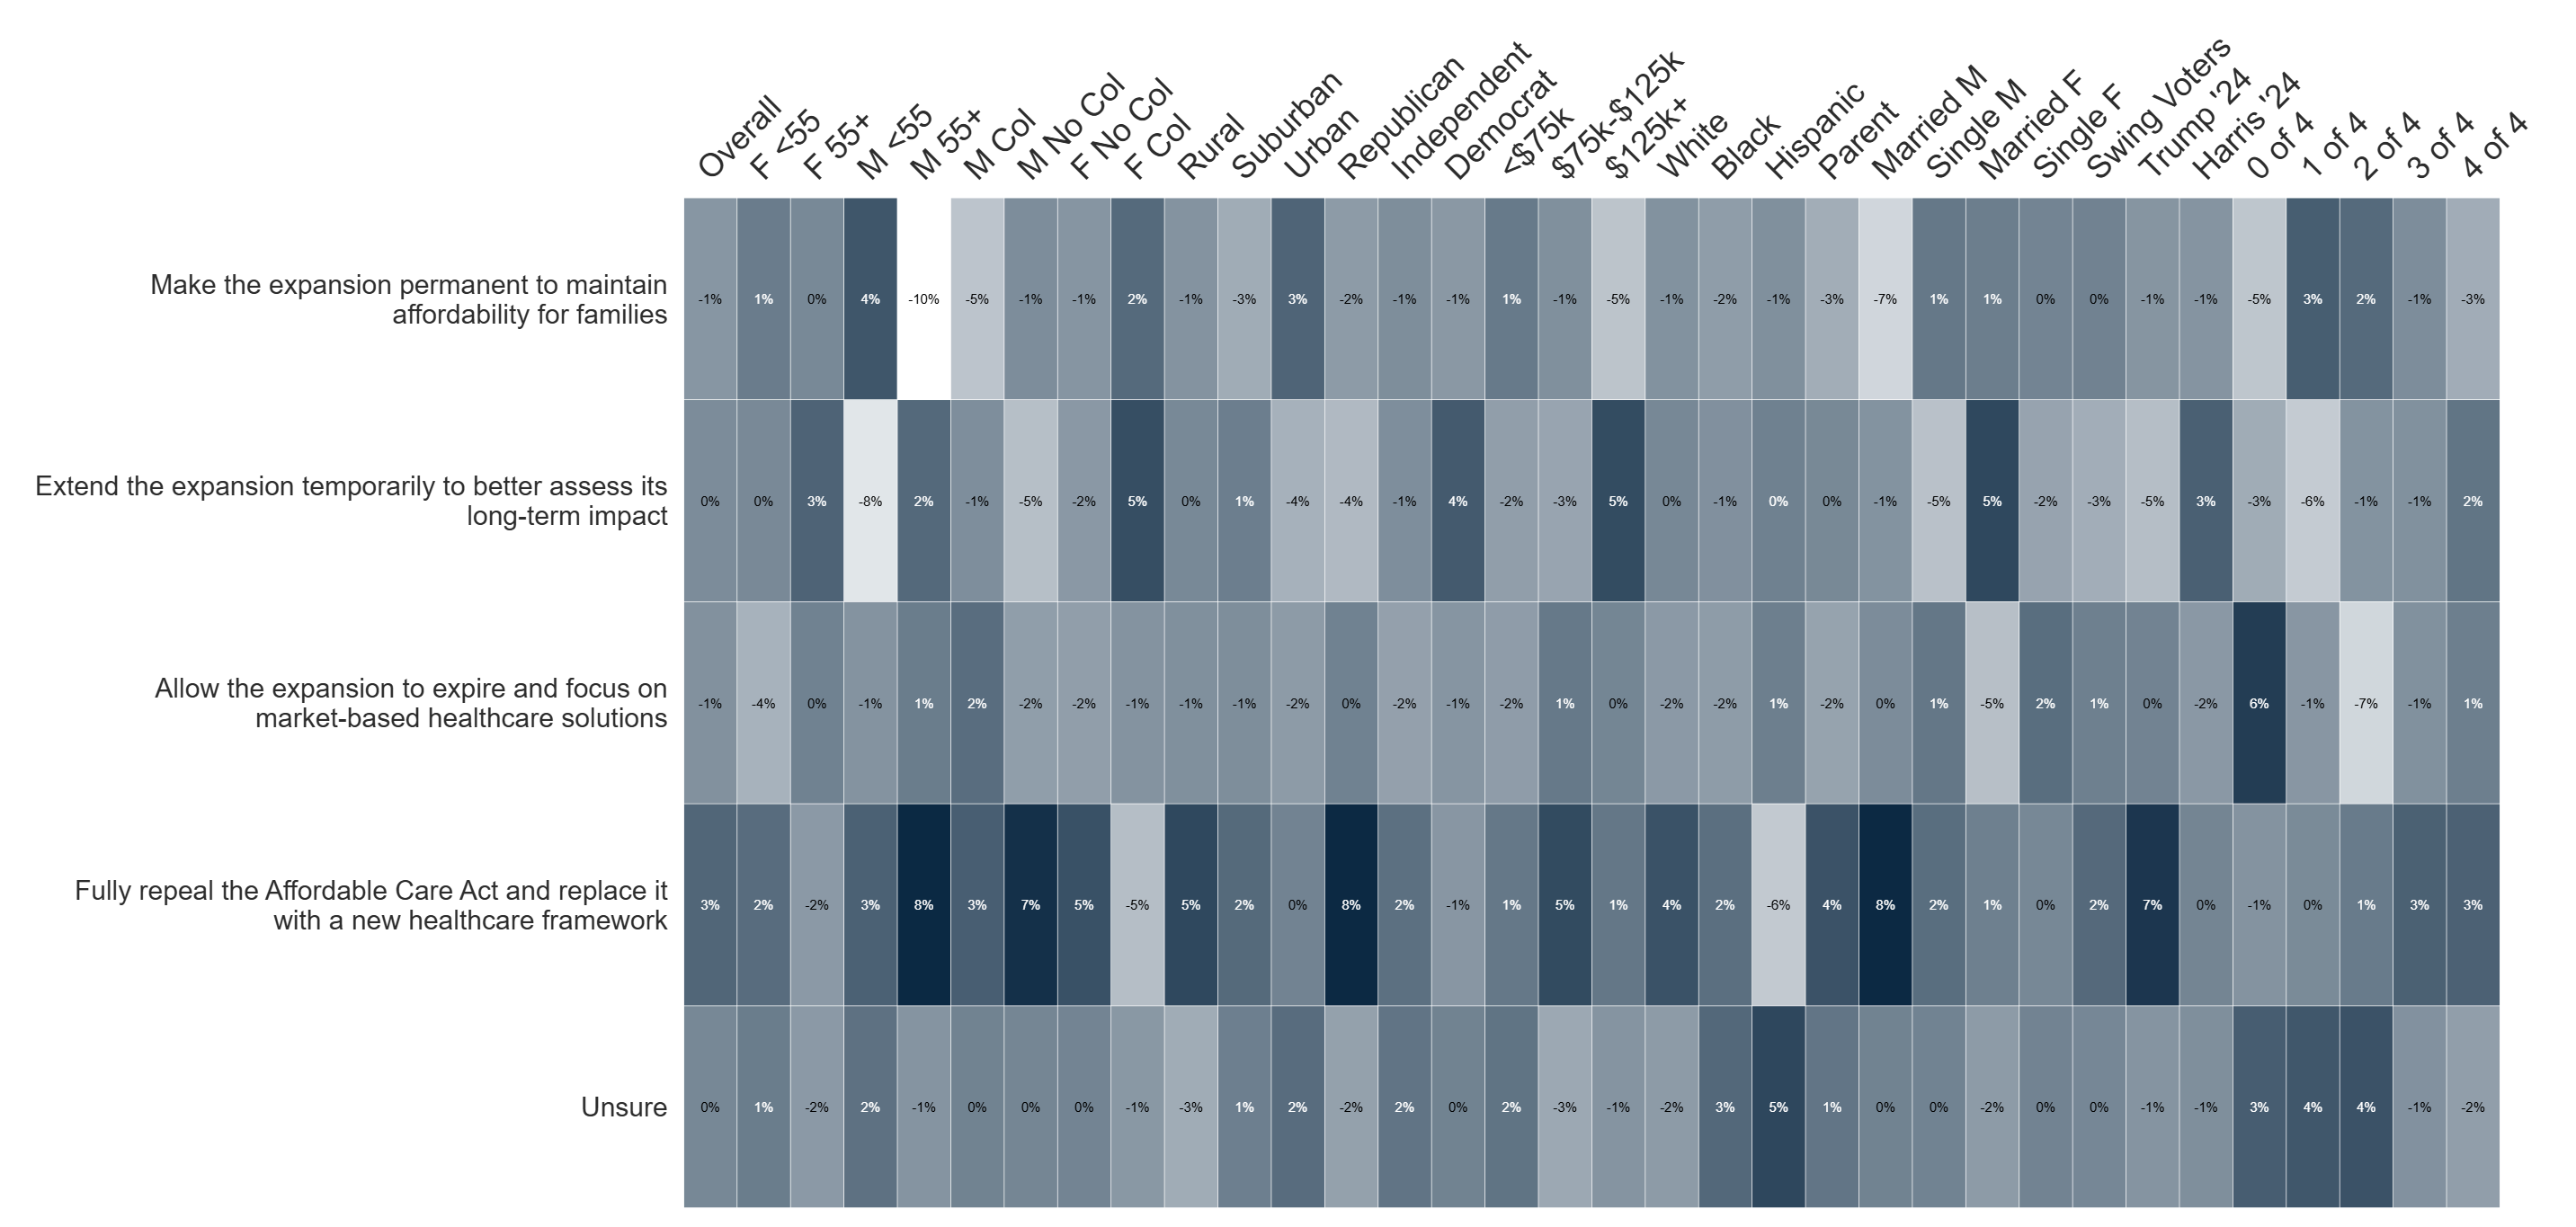 Overall F <55 F 55+ M <55 M 55+ M Col M No Col F No Col F Col Rural Suburban Urban Republican Independent Democrat <$75k $75k-$125k $125k+ White Black Hispanic Parent Married M Single M Married F Single F Swing Voters Trump '24 Harris '24 0 of 4 1 of 4 2 of 4 3 of 4 4 of 4
Make the expansion permanent to maintain
affordability for families
-1% 1% 0% 4% -10% -5% -1% -1% 2% -1% -3% 3% -2% -1% -1% 1% -1% -5% -1% -2% -1% -3% -7% 1% 1% 0% 0% -1% -1% -5% 3% 2% -1% -3%
Extend the expansion temporarily to better assess its
long-term impact
0% 0% 3% -8% 2% -1% -5% -2% 5% 0% 1% -4% -4% -1% 4% -2% -3% 5% 0% -1% 0% 0% -1% -5% 5% -2% -3% -5% 3% -3% -6% -1% -1% 2%
Allow the expansion to expire and focus on
market-based healthcare solutions
-1% -4% 0% -1% 1% 2% -2% -2% -1% -1% -1% -2% 0% -2% -1% -2% 1% 0% -2% -2% 1% -2% 0% 1% -5% 2% 1% 0% -2% 6% -1% -7% -1% 1%
Fully repeal the Affordable Care Act and replace it
with a new healthcare framework
3% 2% -2% 3% 8% 3% 7% 5% -5% 5% 2% 0% 8% 2% -1% 1% 5% 1% 4% 2% -6% 4% 8% 2% 1% 0% 2% 7% 0% -1% 0% 1% 3% 3%
Unsure
0% 1% -2% 2% -1% 0% 0% 0% -1% -3% 1% 2% -2% 2% 0% 2% -3% -1% -2% 3% 5% 1% 0% 0% -2% 0% 0% -1% -1% 3% 4% 4% -1% -2%